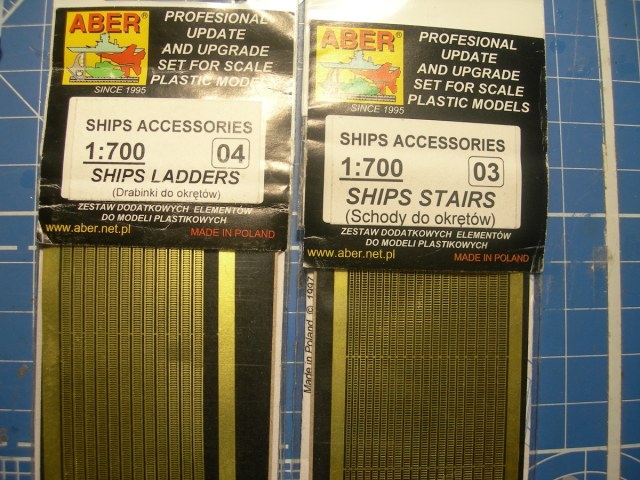 ABER®
SINCE 1995
PROFESIONAL
UPDATE
AND UPGRADE
SET FOR SCALE
PLASTIC MODELS
SHIPS ACCESSORIES
1:700
04
SHIPS LADDERS
(Drabinki do okrętów)
ZESTAW DODATKOWYCH ELEMENTÓW
DO MODELI PLASTIKOWYCH
www.aber.net.pl
MADE IN POLAND
ABER®
SINCE 1995
PROFESIONAL
UPDATE
AND UPGRADE
SET FOR SCALE
PLASTIC MODELS
SHIPS ACCESSORIES
1:700
03
SHIPS STAIRS
(Schody do okrętów)
ZESTAW DODATKOWYCH ELEMENTÓW
DO MODELI PLASTIKOWYCH
www.aber.net.pl
MADE IN POLAND
Made in Poland © 1997